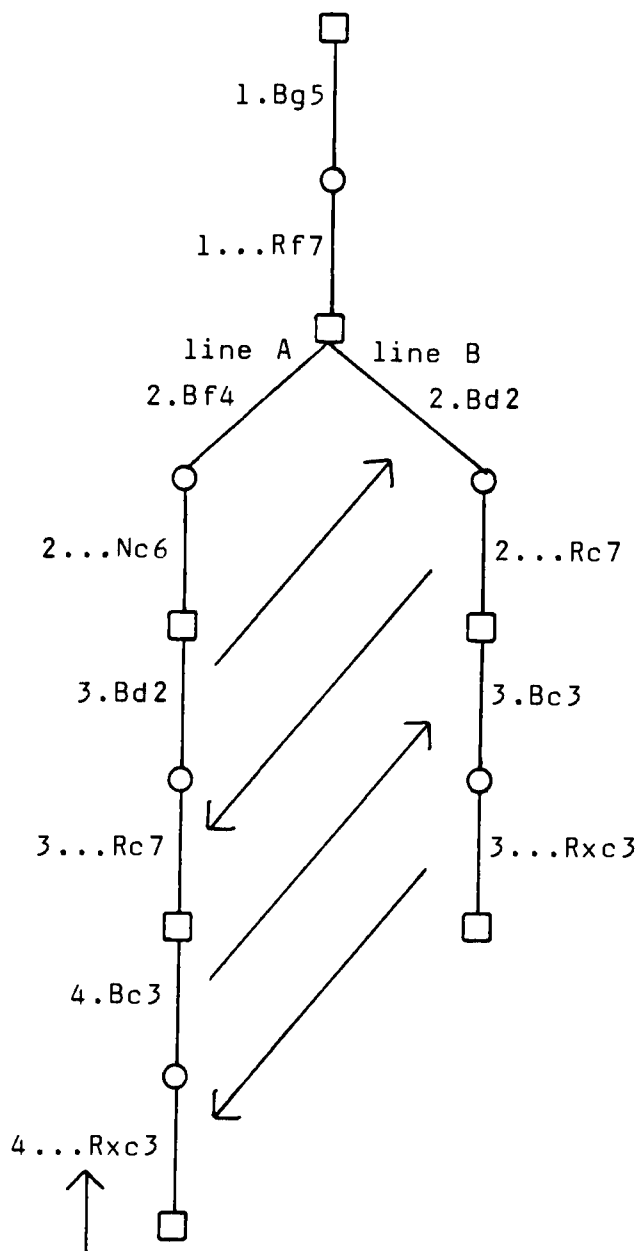 1.Bg5
1...Rf7
line A line B
2.Bf4 2.Bd2
2...Nc6 2...Rc7
3.Bd2 3.Bc3
3...Rc7 3...Rxc3
4.Bc3
4...Rxc3